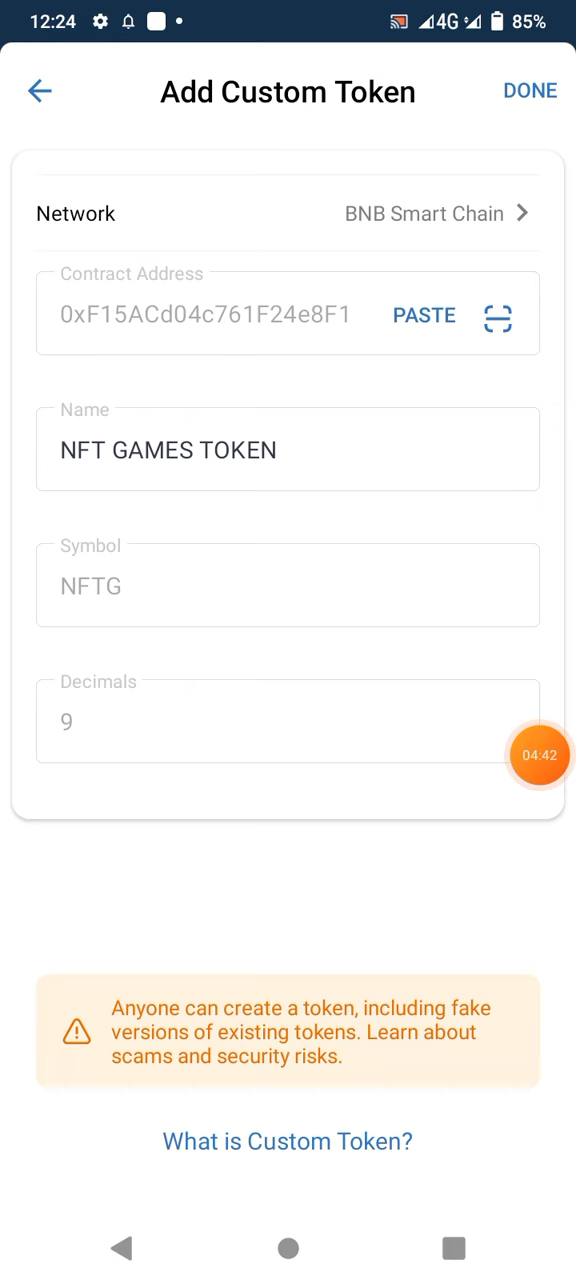 12:24 4G 85%
Add Custom Token DONE
Network BNB Smart Chain
Contract Address
0xF15ACd04c761F24e8F1 PASTE
Name
NFT GAMES TOKEN
Symbol
NFTG
Decimals
9
04:42
Anyone can create a token, including fake
versions of existing tokens. Learn about
scams and security risks.
What is Custom Token?